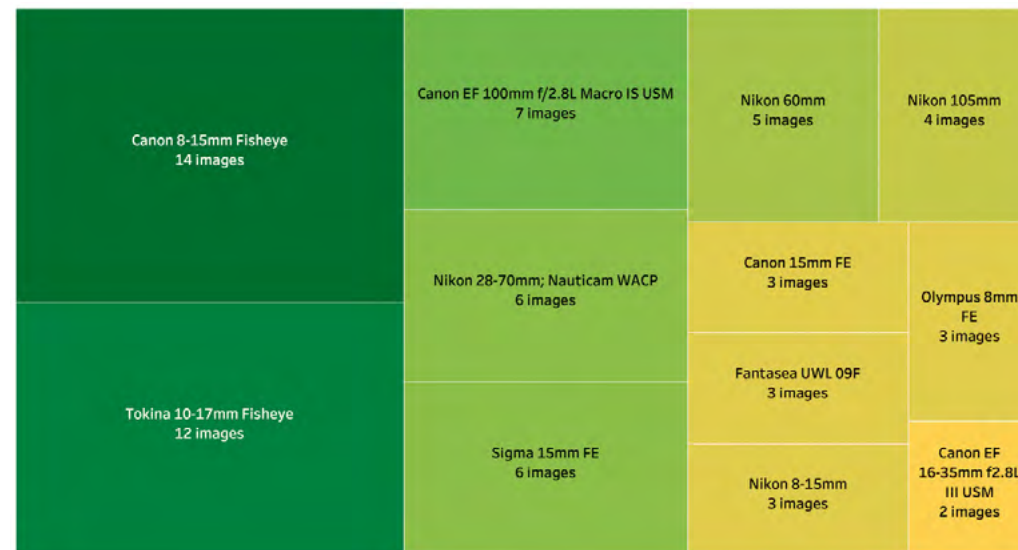 Canon 8-15mm Fisheye
14 images
Tokina 10-17mm Fisheye
12 images
Canon EF 100mm f/2.8L Macro IS USM
7 images
Nikon 28-70mm; Nauticam WACP
6 images
Sigma 15mm FE
6 images
Nikon 60mm
5 images
Nikon 105mm
4 images
Canon 15mm FE
3 images
Fantasea UWL 09F
3 images
Nikon 8-15mm
3 images
Olympus 8mm
FE
3 images
Canon EF
16-35mm f2.8L
III USM
2 images